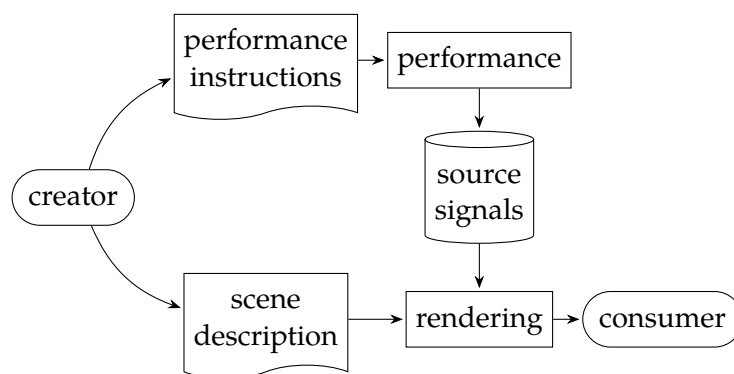 performance
instructions
performance
creator
source
signals
scene
description
rendering
consumer